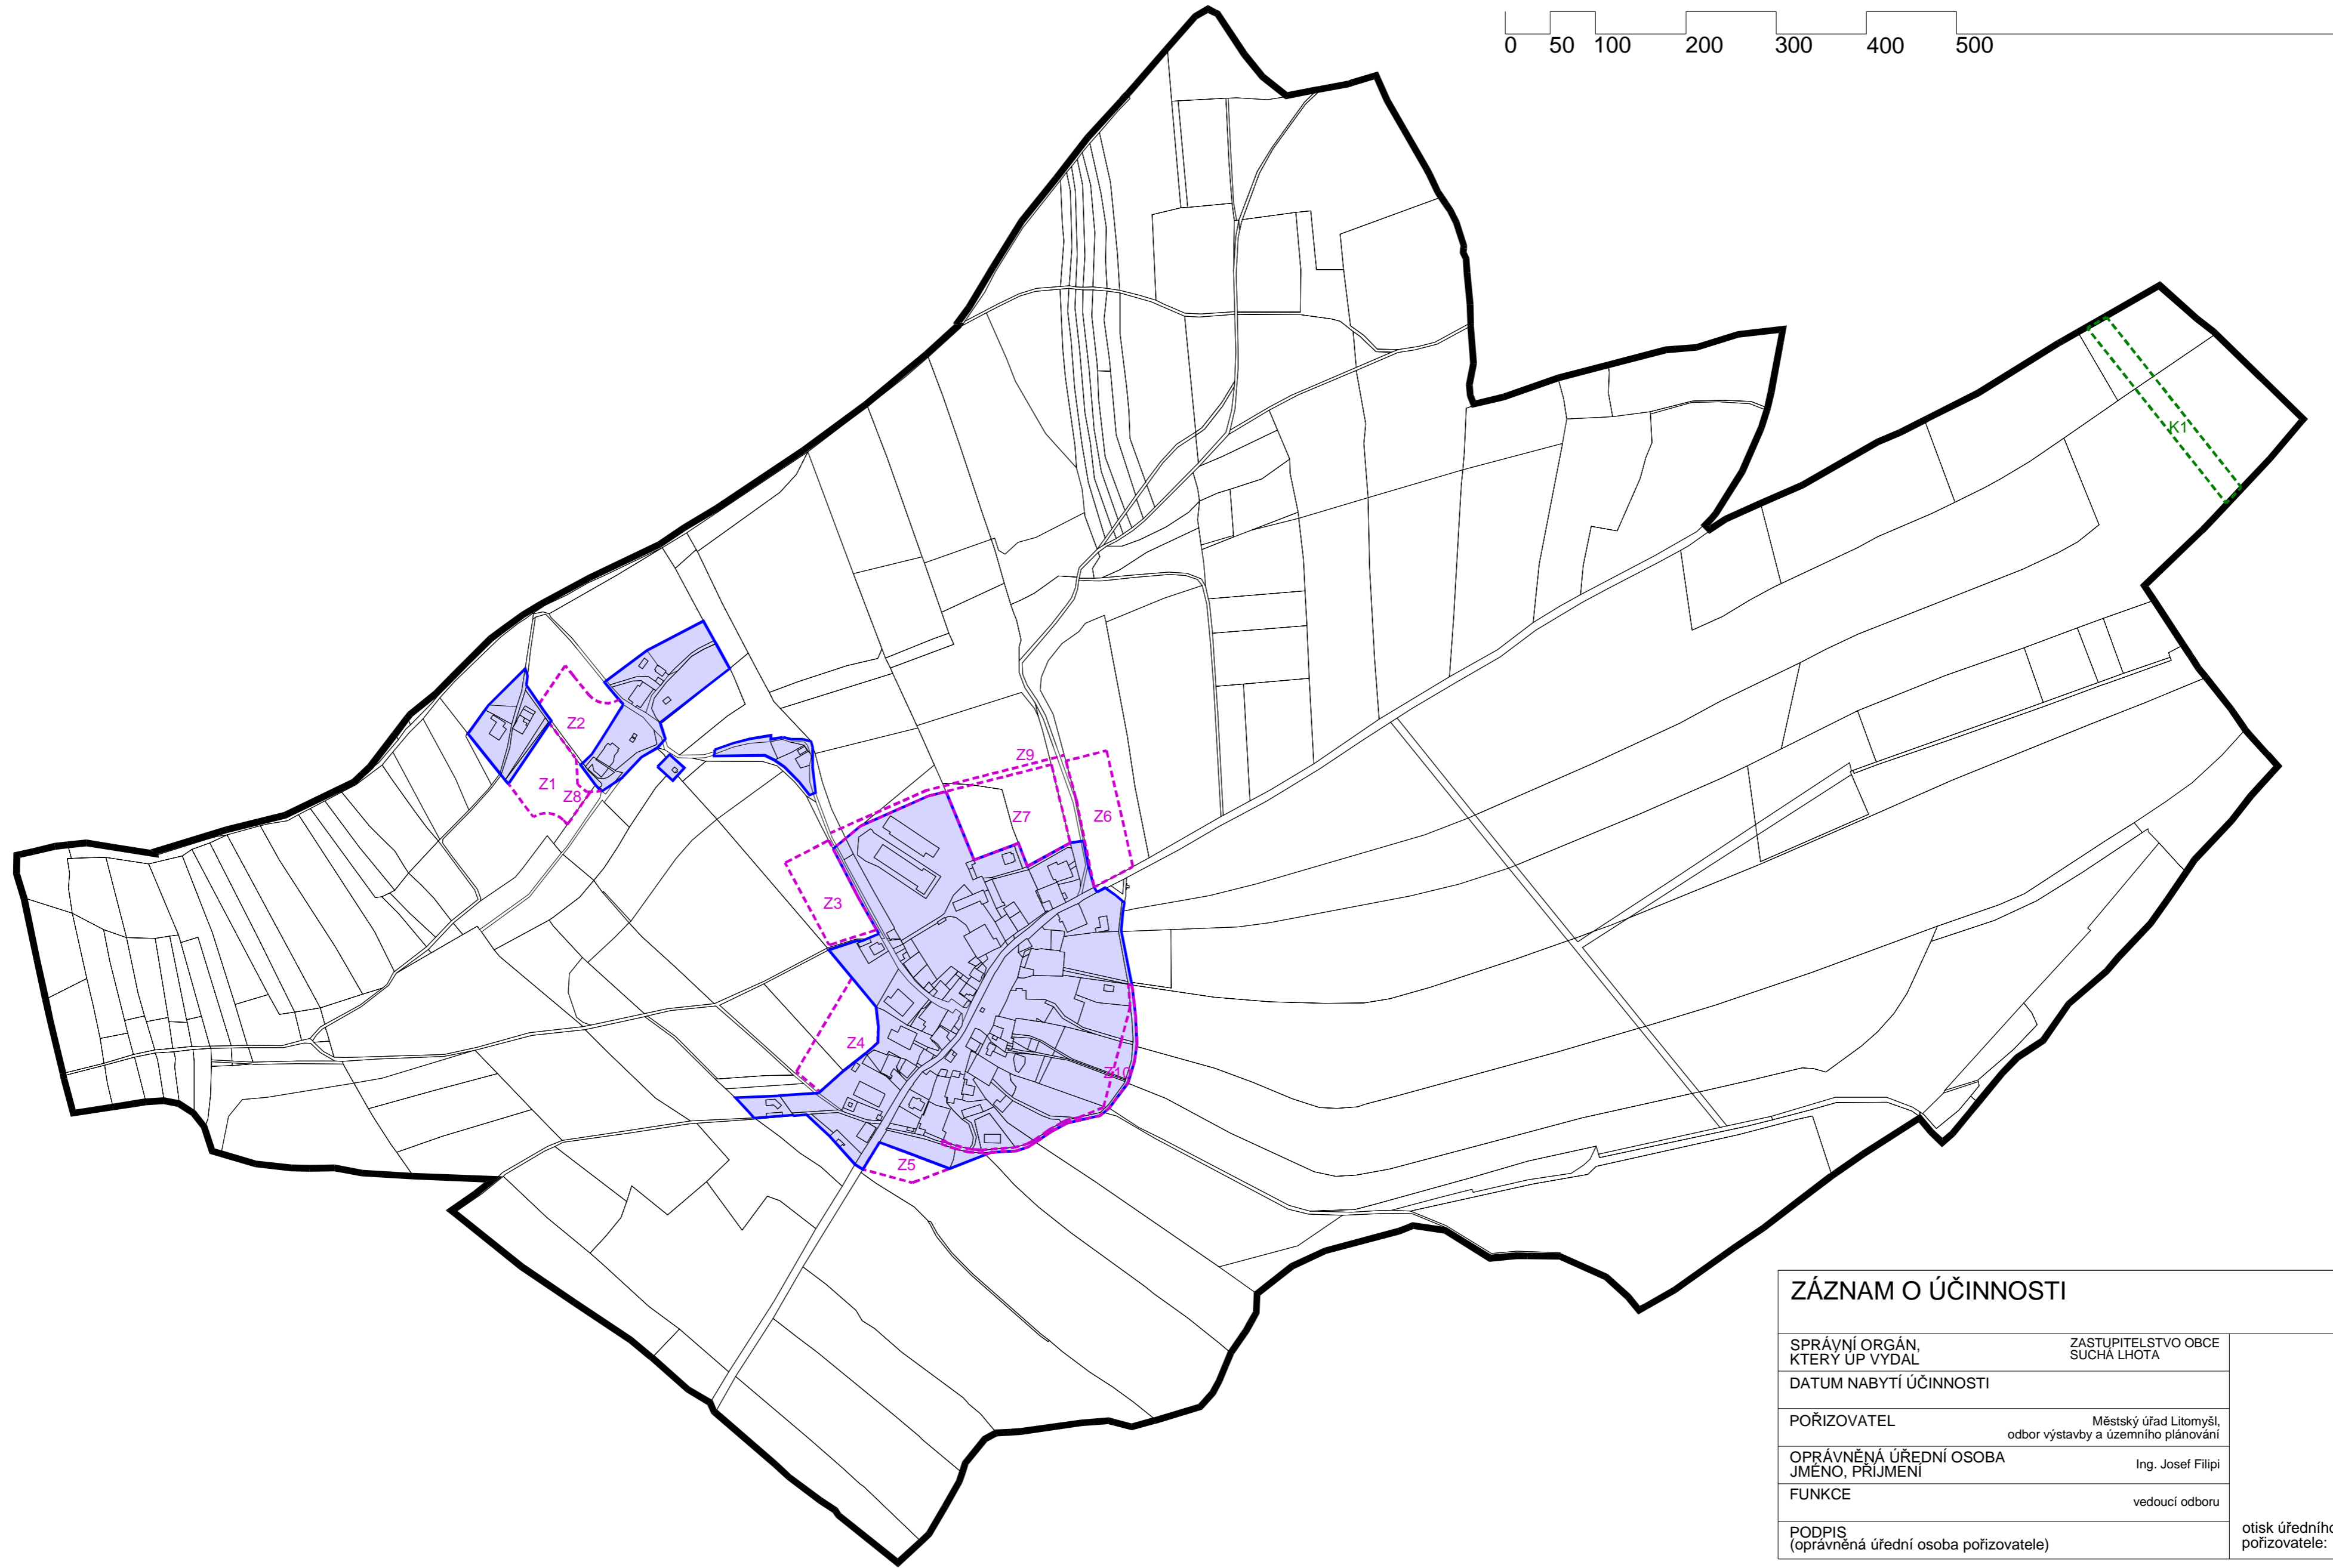 0 50 100 200 300 400 500
K1
Z2
Z1
Z8
Z9
Z7
Z6
Z3
Z4
Z10
Z5
ZÁZNAM O ÚČINNOSTI
SPRÁVNÍ ORGÁN, ZASTUPITELSTVO OBCE
KTERÝ ÚP VYDAL SUCHÁ LHOTA
DATUM NABYTÍ ÚČINNOSTI
POŘIZOVATEL Městský úřad Litomyšl,
odbor výstavby a územního plánování
OPRÁVNĚNÁ ÚŘEDNÍ OSOBA
JMÉNO, PŘÍJMENÍ Ing. Josef Filipi
FUNKCE vedoucí odboru
PODPIS
(oprávněná úřední osoba pořizovatele)
otisk úředního
pořizovatele: